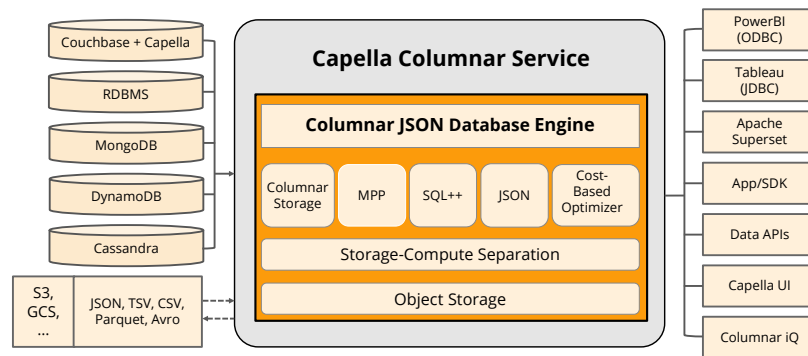 Couchbase + Capella
RDBMS
MongoDB
DynamoDB
Cassandra
S3,
GCS,
...
JSON, TSV, CSV,
Parquet, Avro
Capella Columnar Service
Columnar JSON Database Engine
Columnar
Storage
MPP
SQL++
JSON
Cost-
Based
Optimizer
Storage-Compute Separation
Object Storage
PowerBI
(ODBC)
Tableau
(JDBC)
Apache
Superset
App/SDK
Data APIs
Capella UI
Columnar iQ